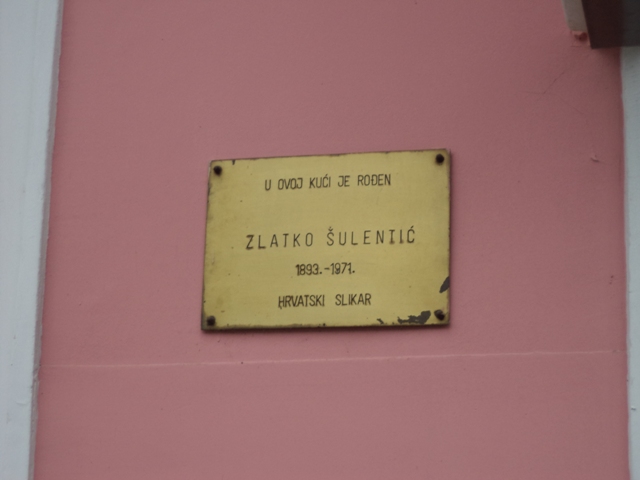 U OVOJ KUĆI JE ROĐEN
ZLATKO ŠULENTIĆ
1893.-1971.
HRVATSKI SLIKAR